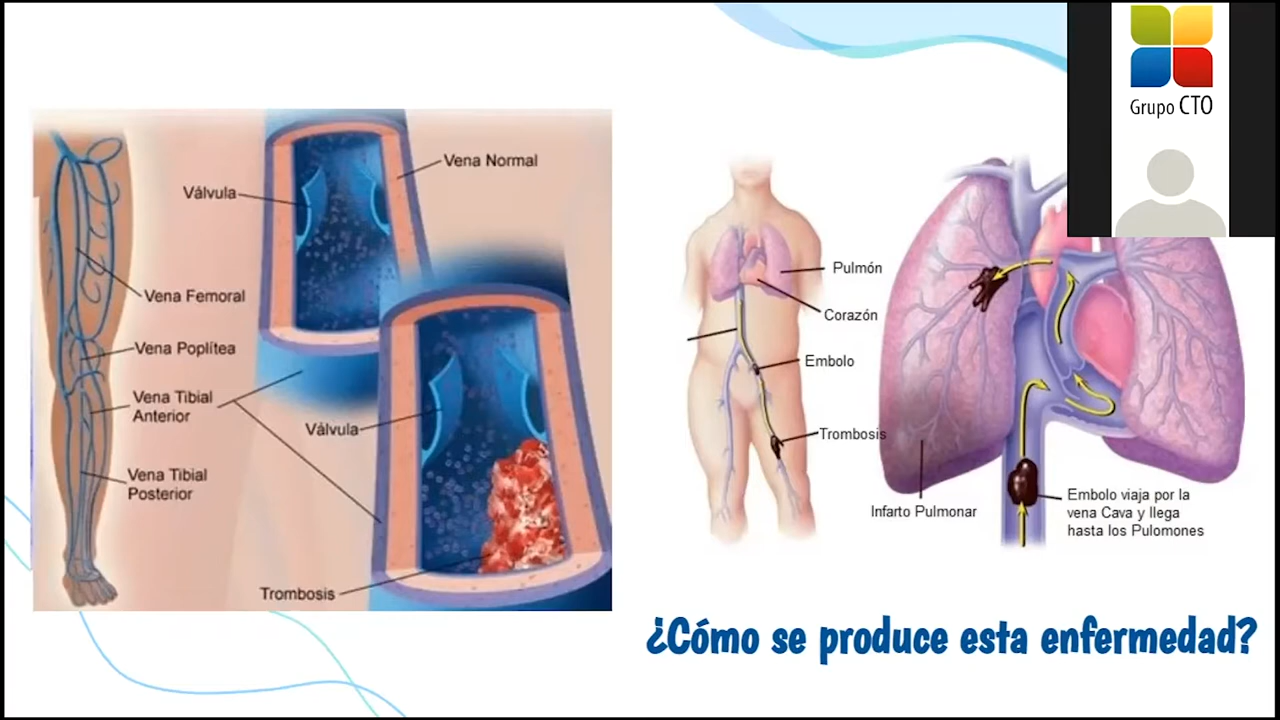 Grupo CTO
Vena Normal
Válvula
Vena Femoral
Vena Poplítea
Vena Tibial
Anterior
Válvula
Vena Tibial
Posterior
Trombosis
Pulmón
Corazón
Embolo
Trombosis
Infarto Pulmonar
Embolo viaja por la
vena Cava y llega
hasta los Pulomones
¿Cómo se produce esta enfermedad?